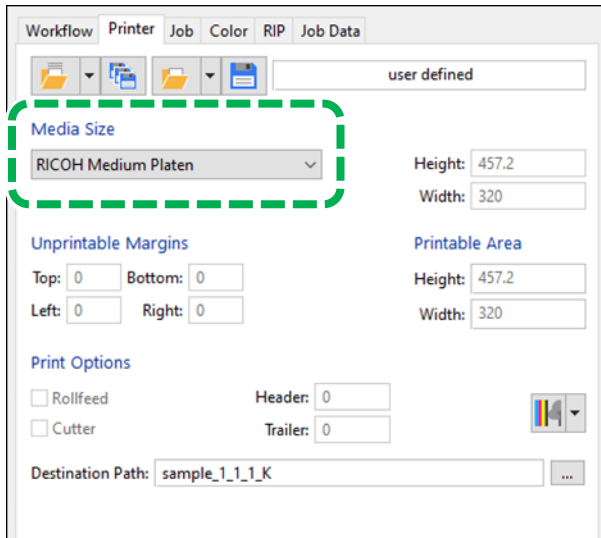 Workflow Printer Job Color RIP Job Data
user defined
Media Size
RICOH Medium Platen
Height: 457.2
Width: 320
Unprintable Margins
Printable Area
Top: 0 Bottom: 0
Height: 457.2
Left: 0 Right: 0
Width: 320
Print Options
Rollfeed
Header: 0
Cutter
Trailer: 0
Destination Path: sample_1_1_1_K
...